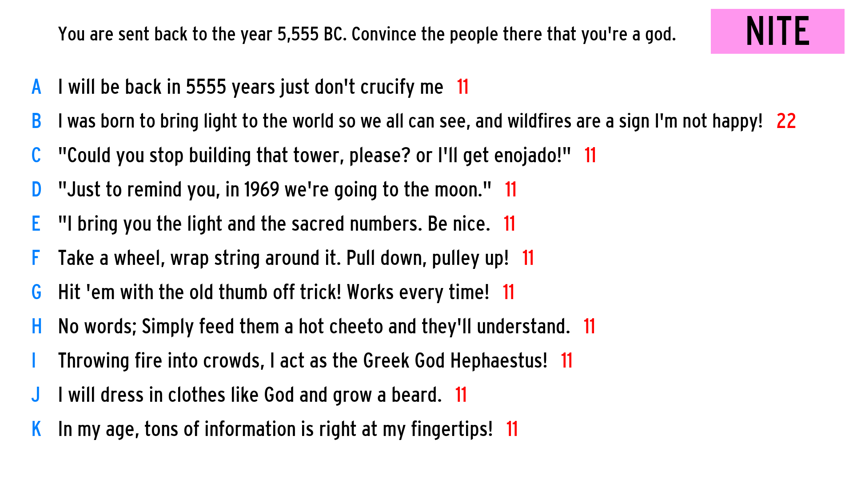 You are sent back to the year 5,555 BC. Convince the people there that you're a god.
NITE
A I will be back in 5555 years just don't crucify me 11
B I was born to bring light to the world so we all can see, and wildfires are a sign I'm not happy! 22
C "Could you stop building that tower, please? or I'll get enojado!" 11
D "Just to remind you, in 1969 we're going to the moon." 11
E "I bring you the light and the sacred numbers. Be nice. 11
F Take a wheel, wrap string around it. Pull down, pulley up! 11
G Hit 'em with the old thumb off trick! Works every time! 11
H No words; Simply feed them a hot cheeto and they'll understand. 11
I Throwing fire into crowds, I act as the Greek God Hephaestus! 11
J I will dress in clothes like God and grow a beard. 11
K In my age, tons of information is right at my fingertips! 11